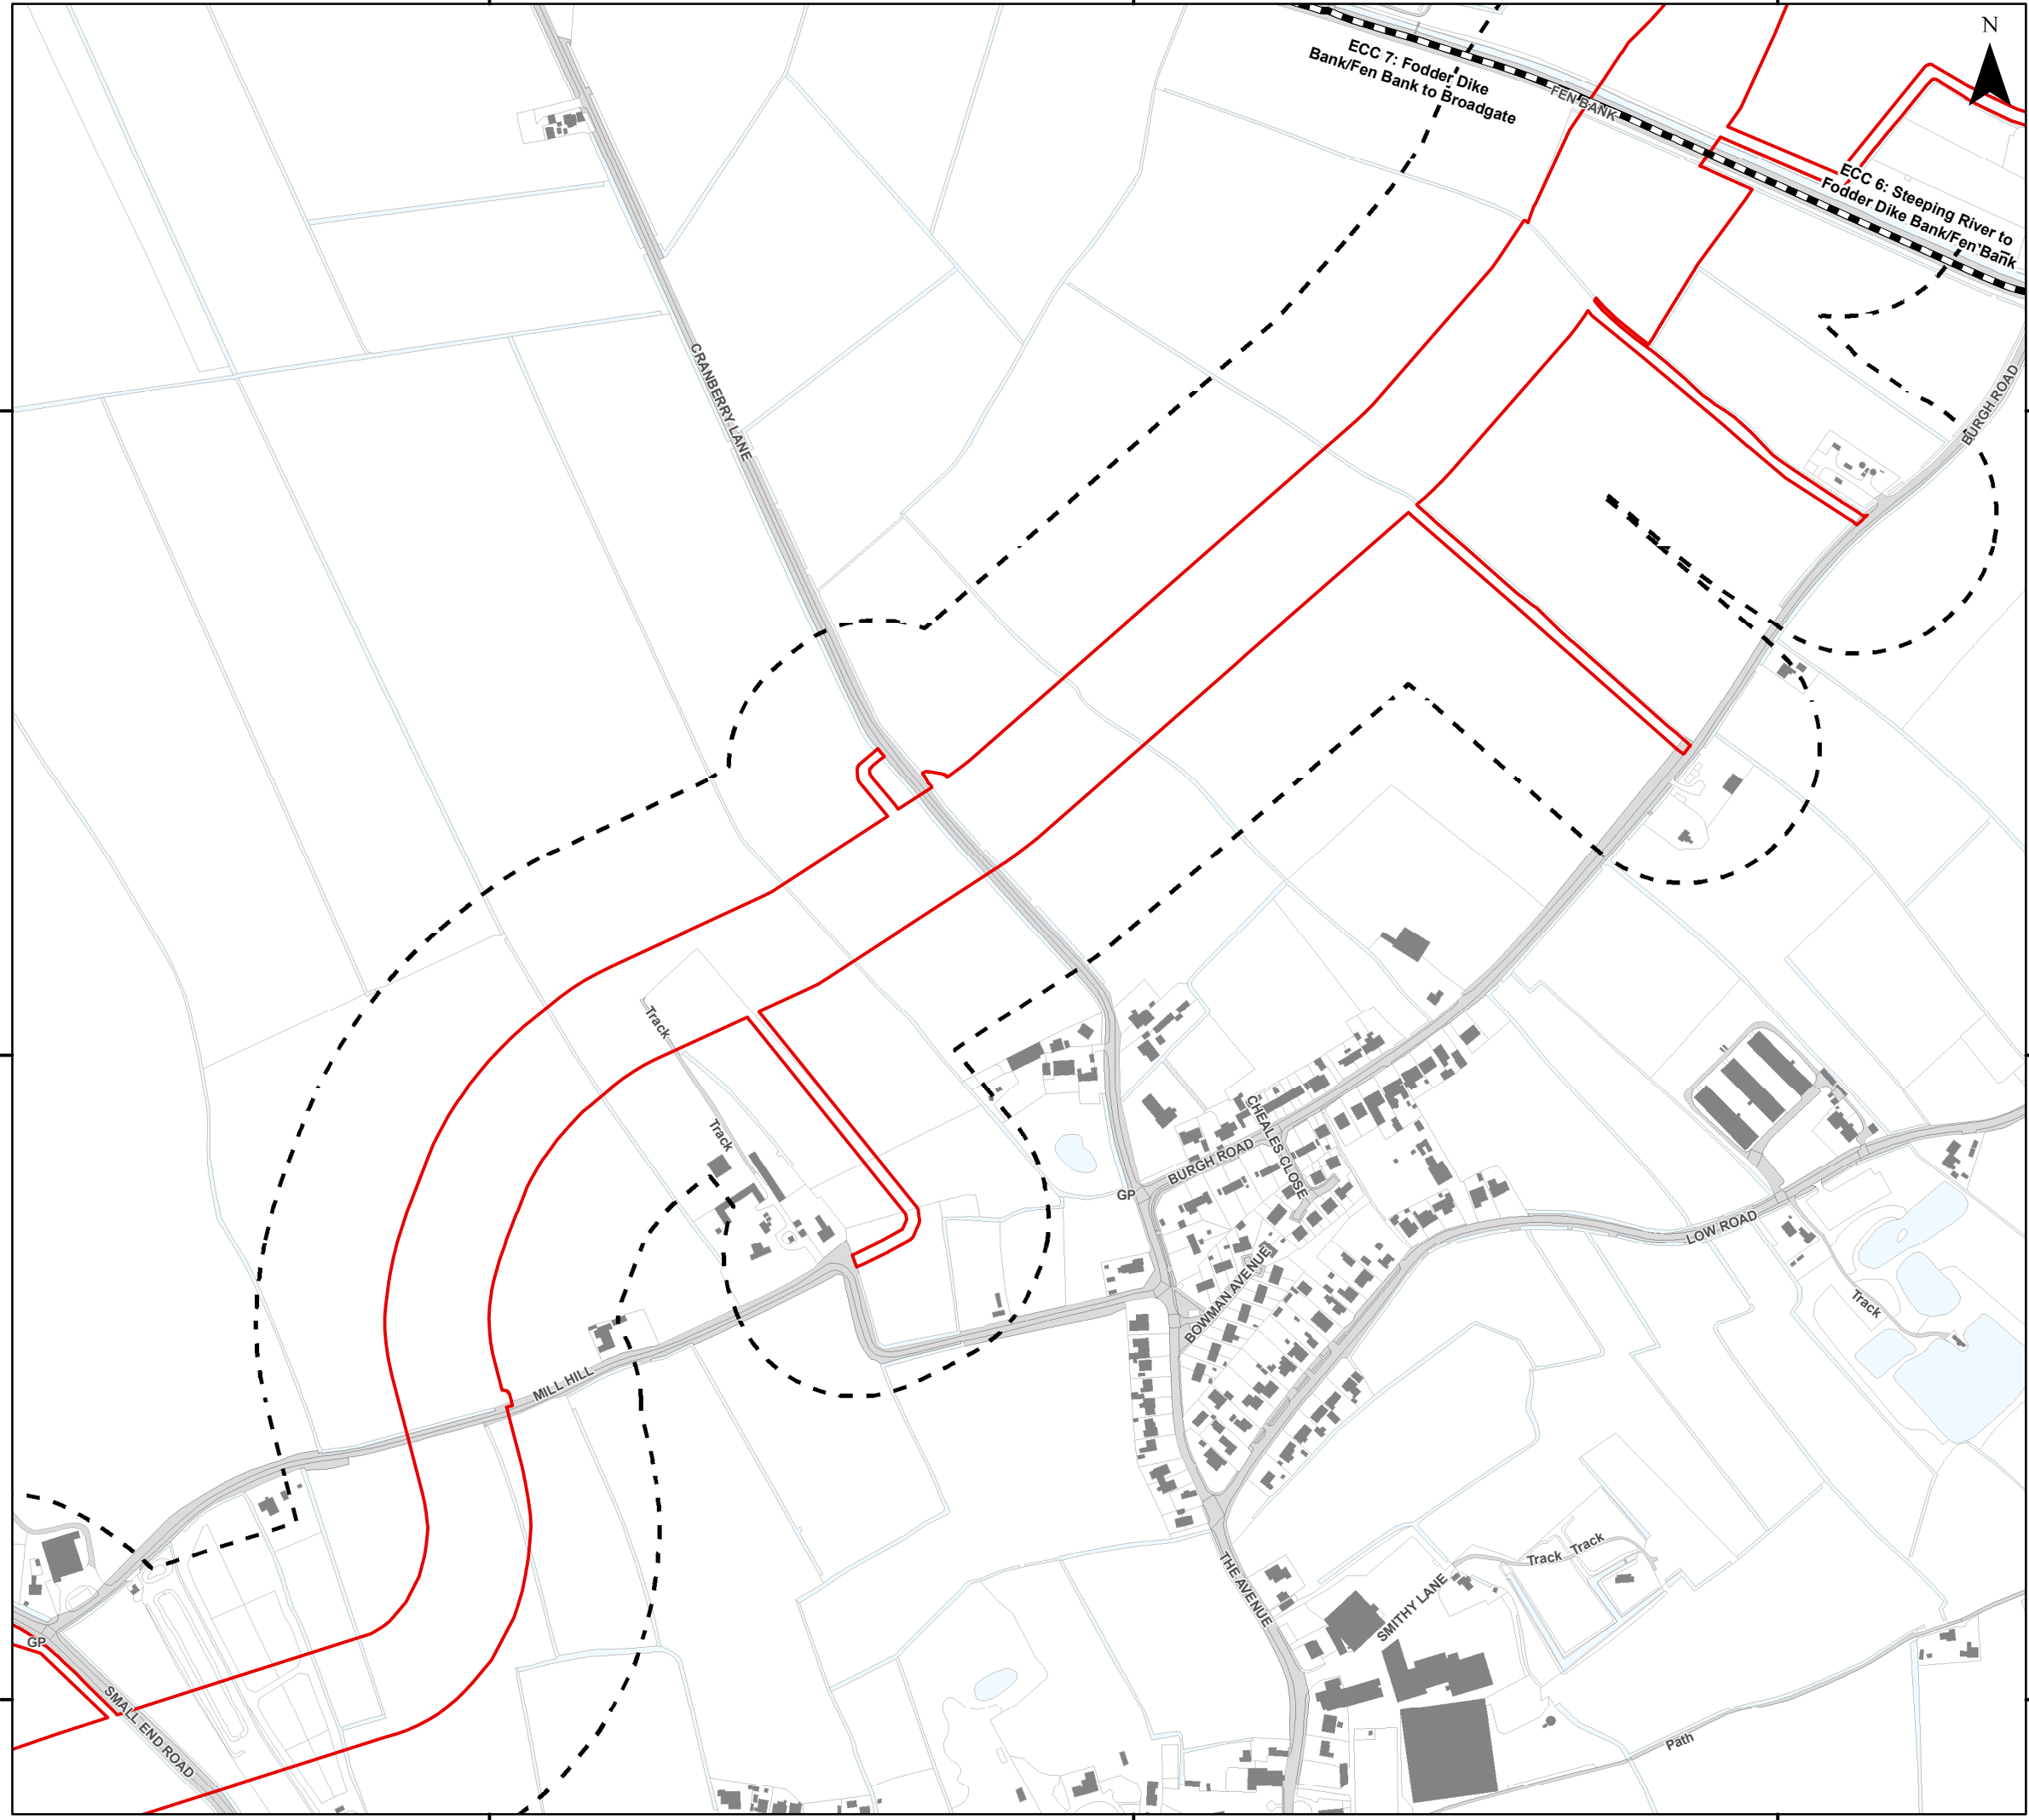 N
ECC 7: Fodder Dike
Bank/Fen Bank to Broadgate
FEN BANK
ECC 6: Steeping River to
Fodder Dike Bank/Fen Bank
CRANBERRY LANE
BURGH ROAD
Track
Track
CHEALES CLOSE
BURGH ROAD
GP
LOW ROAD
BOWMAN AVENUE
Track
MILL HILL
THE AVENUE
SMITHY LANE
Track
Track
GP
SMALL END ROAD
Path